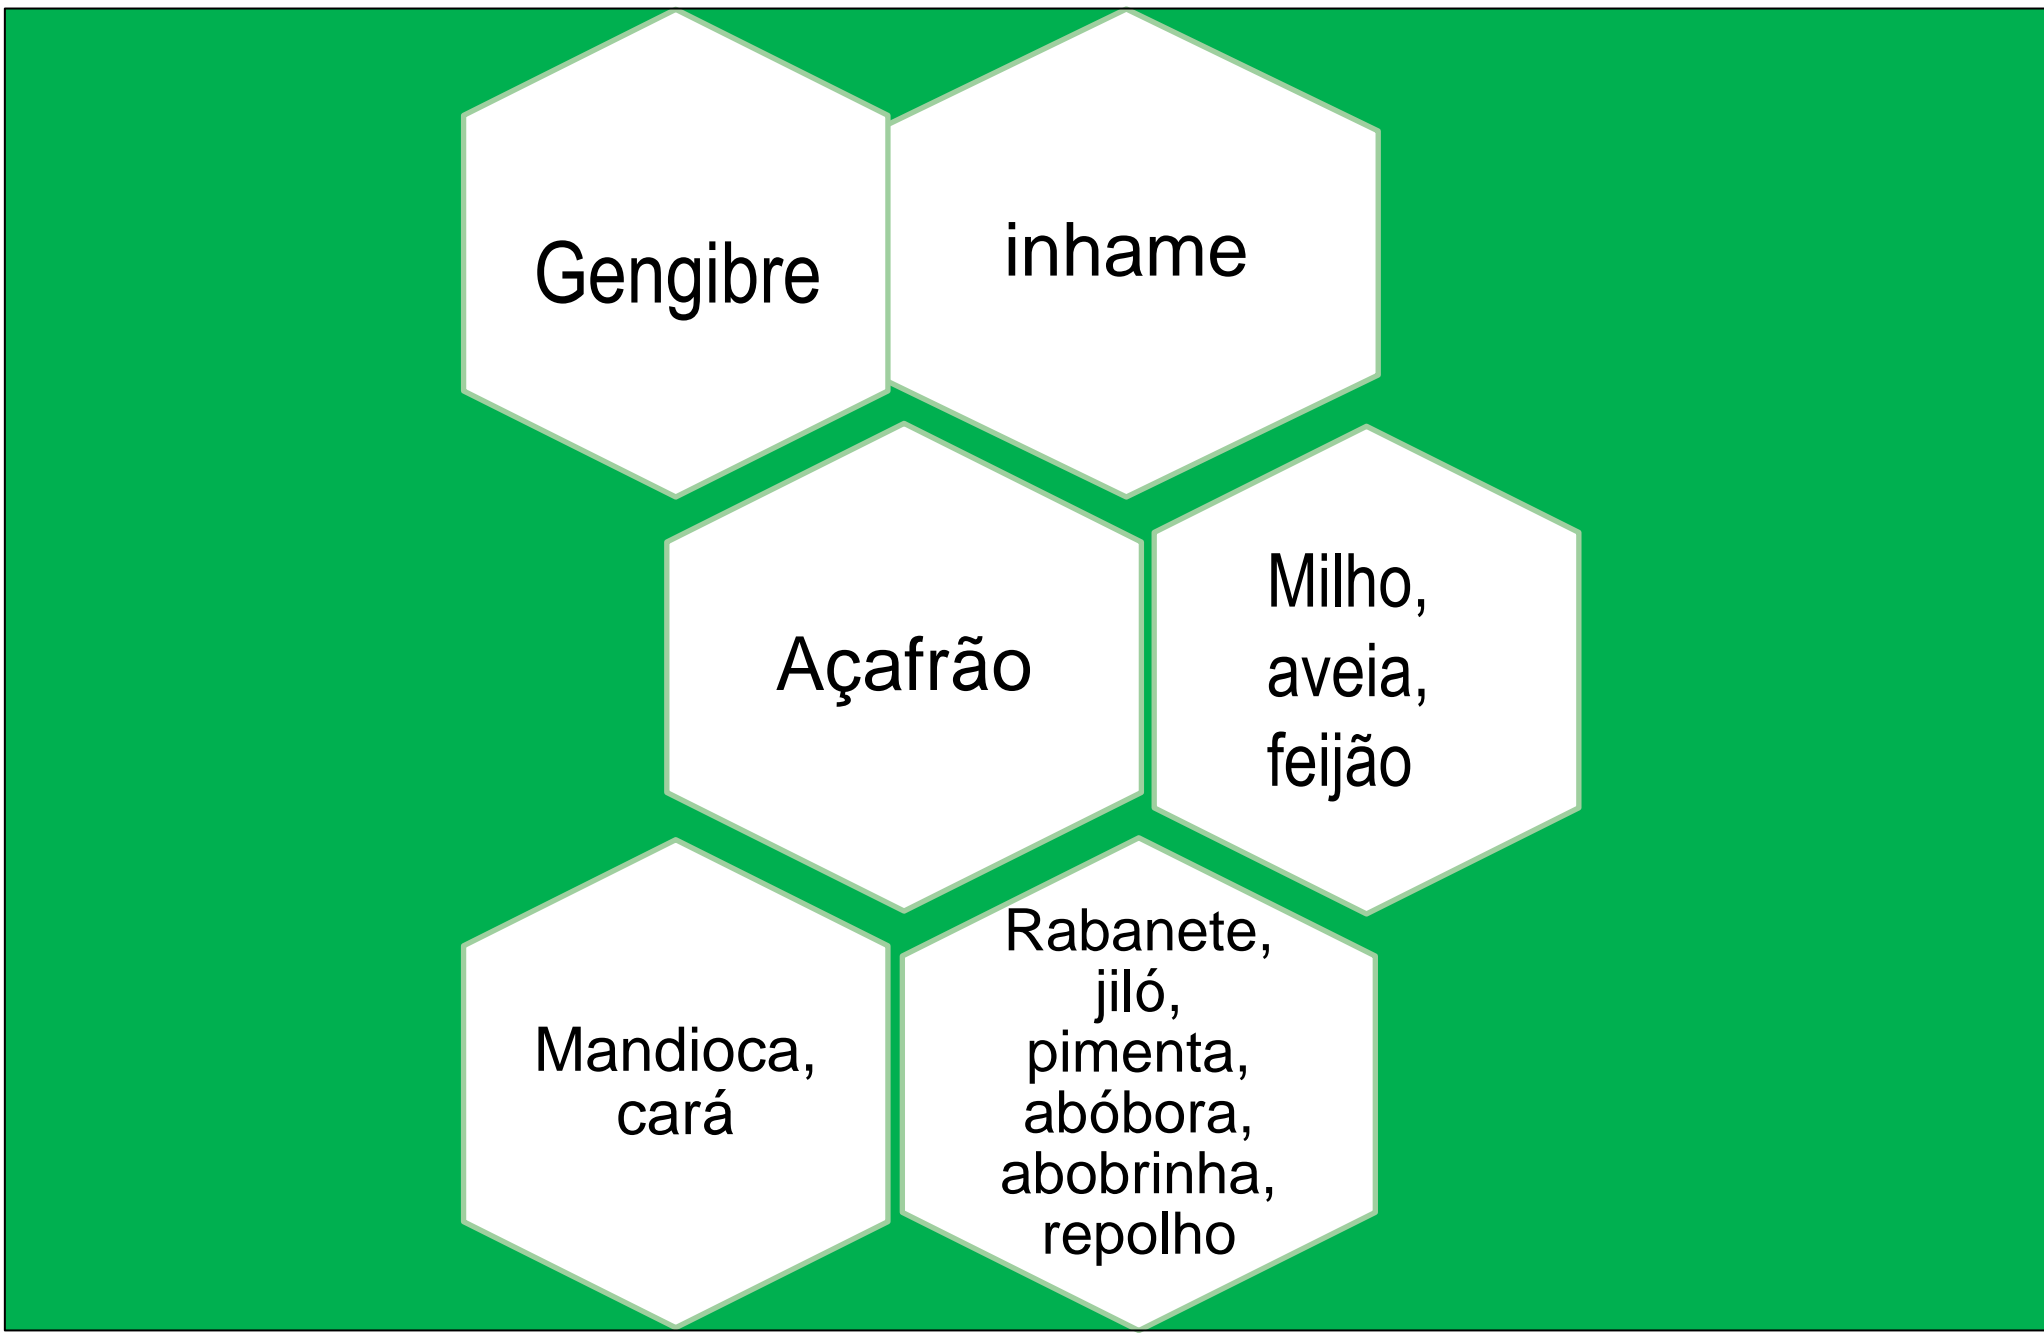 Gengibre
inhame
Açafrão
Milho,
aveia,
feijão
Mandioca,
cará
Rabanete,
jiló,
pimenta,
abóbora,
abobrinha,
repolho